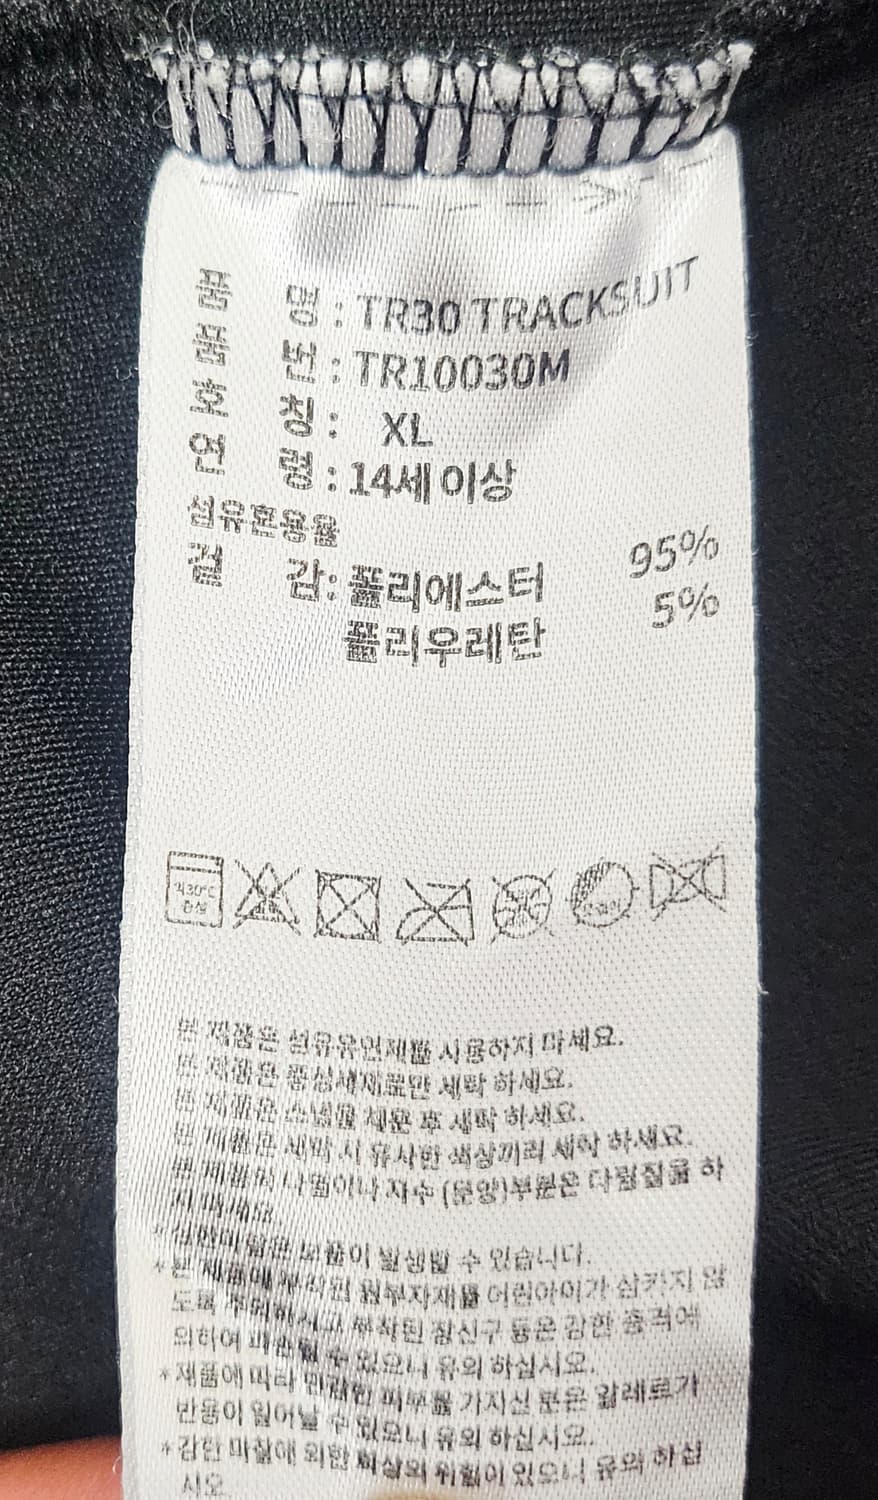 품 명 : TR30 TRACKSUIT
품 번 : TR10030M
호 칭 : XL
연 령 : 14세 이상
섬유혼용율
겉 감 : 폴리에스터 95%
폴리우레탄 5%
약30°C
중성
본 제품은 섬유유연제를 사용하지 마세요.
본 제품은 중성세제로만 세탁 하세요.
본 제품은 소냅을 채운 후 세탁 하세요.
본 제품은 세탁 시 유사한 색상끼리 세탁 하세요.
본 제품의 나염이나 자수 (문양)부분은 다림질을 하
지 마세요.
보풀이 발생할 수 있습니다.
*본 제품에 부착된 원부자재를 어린아이가 삼키지 않
도록 주의하시고 부착된 장신구 등은 강한 충격에
의하여 파손될 수 있으니 유의 하십시오.
*제품에 따라 민감한 피부를 가지신 분은 알레르기
반응이 일어날 수 있으니 유의 하십시오.
*강한 마찰에 의한 화상의 위험이 있으니 유의 하십
시오.